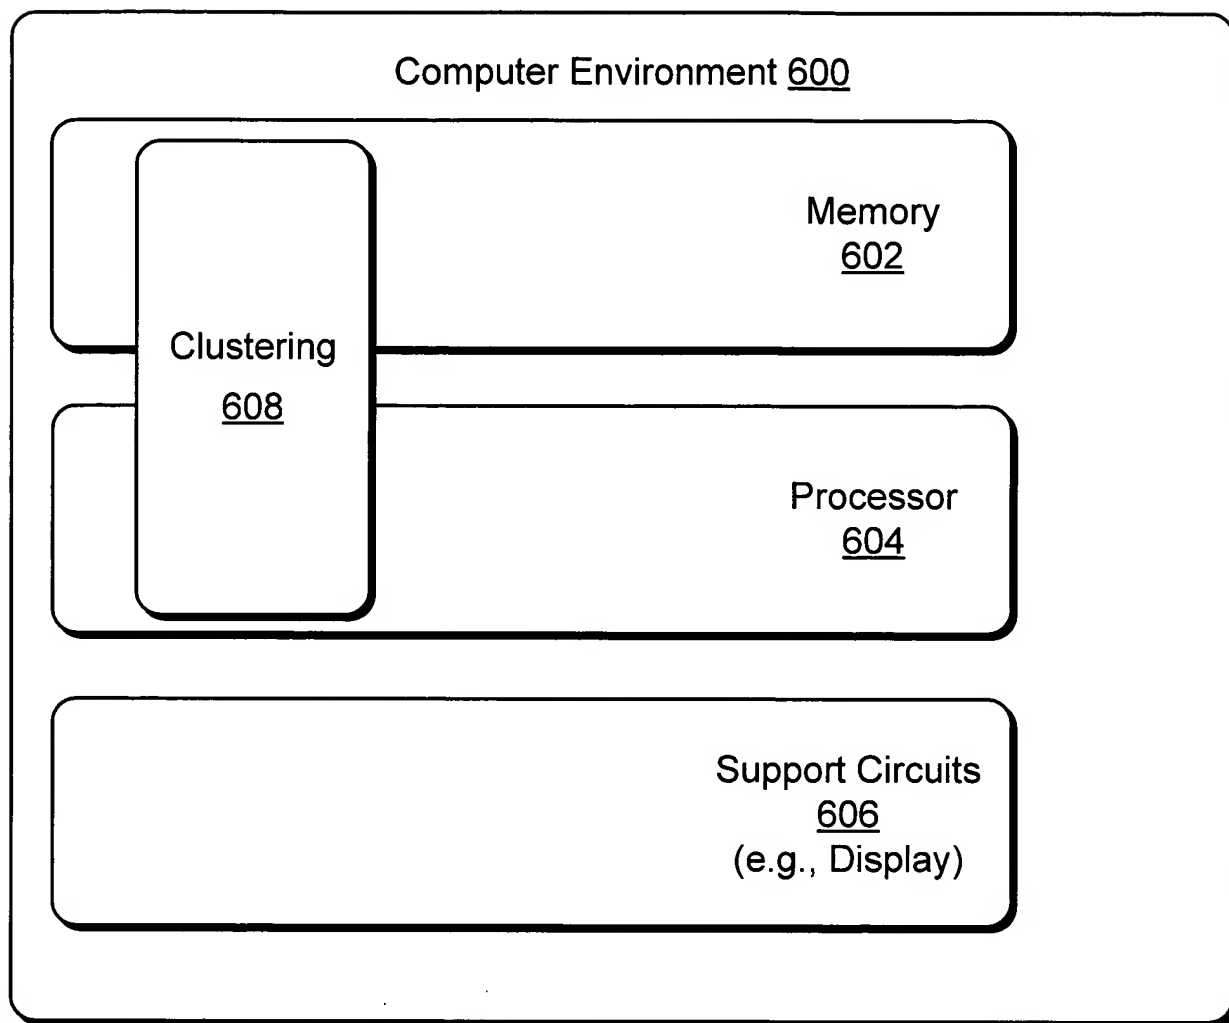 Computer Environment 600
Memory
602
Clustering
608
Processor
604
Support Circuits
606
(e.g., Display)